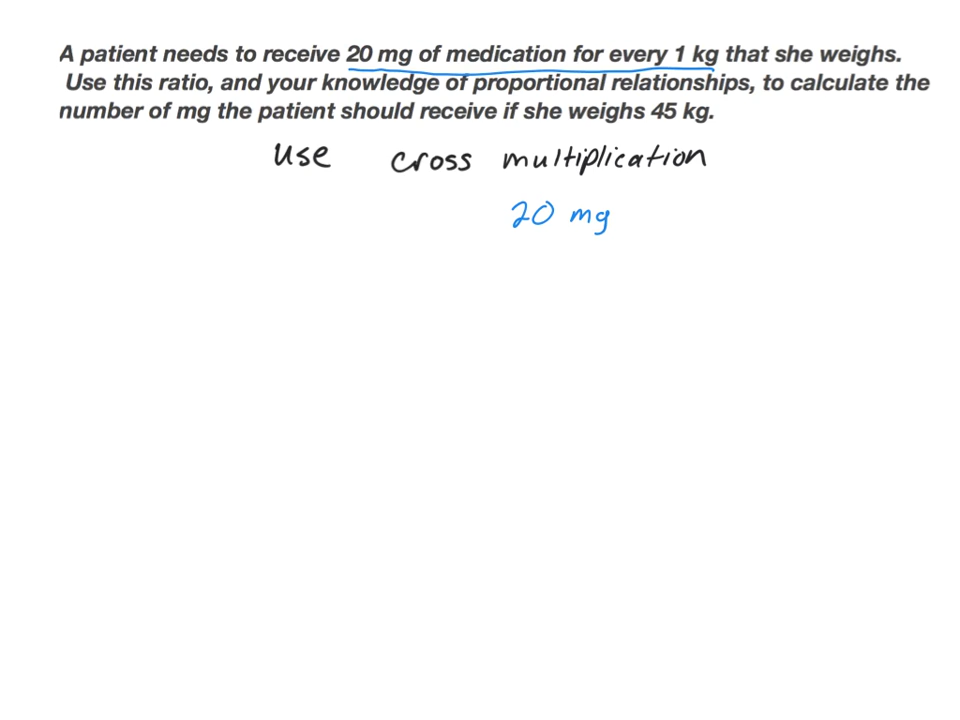 A patient needs to receive 20 mg of medication for every 1 kg that she weighs.
Use this ratio, and your knowledge of proportional relationships, to calculate the
number of mg the patient should receive if she weighs 45 kg.
use cross multiplication
20 mg